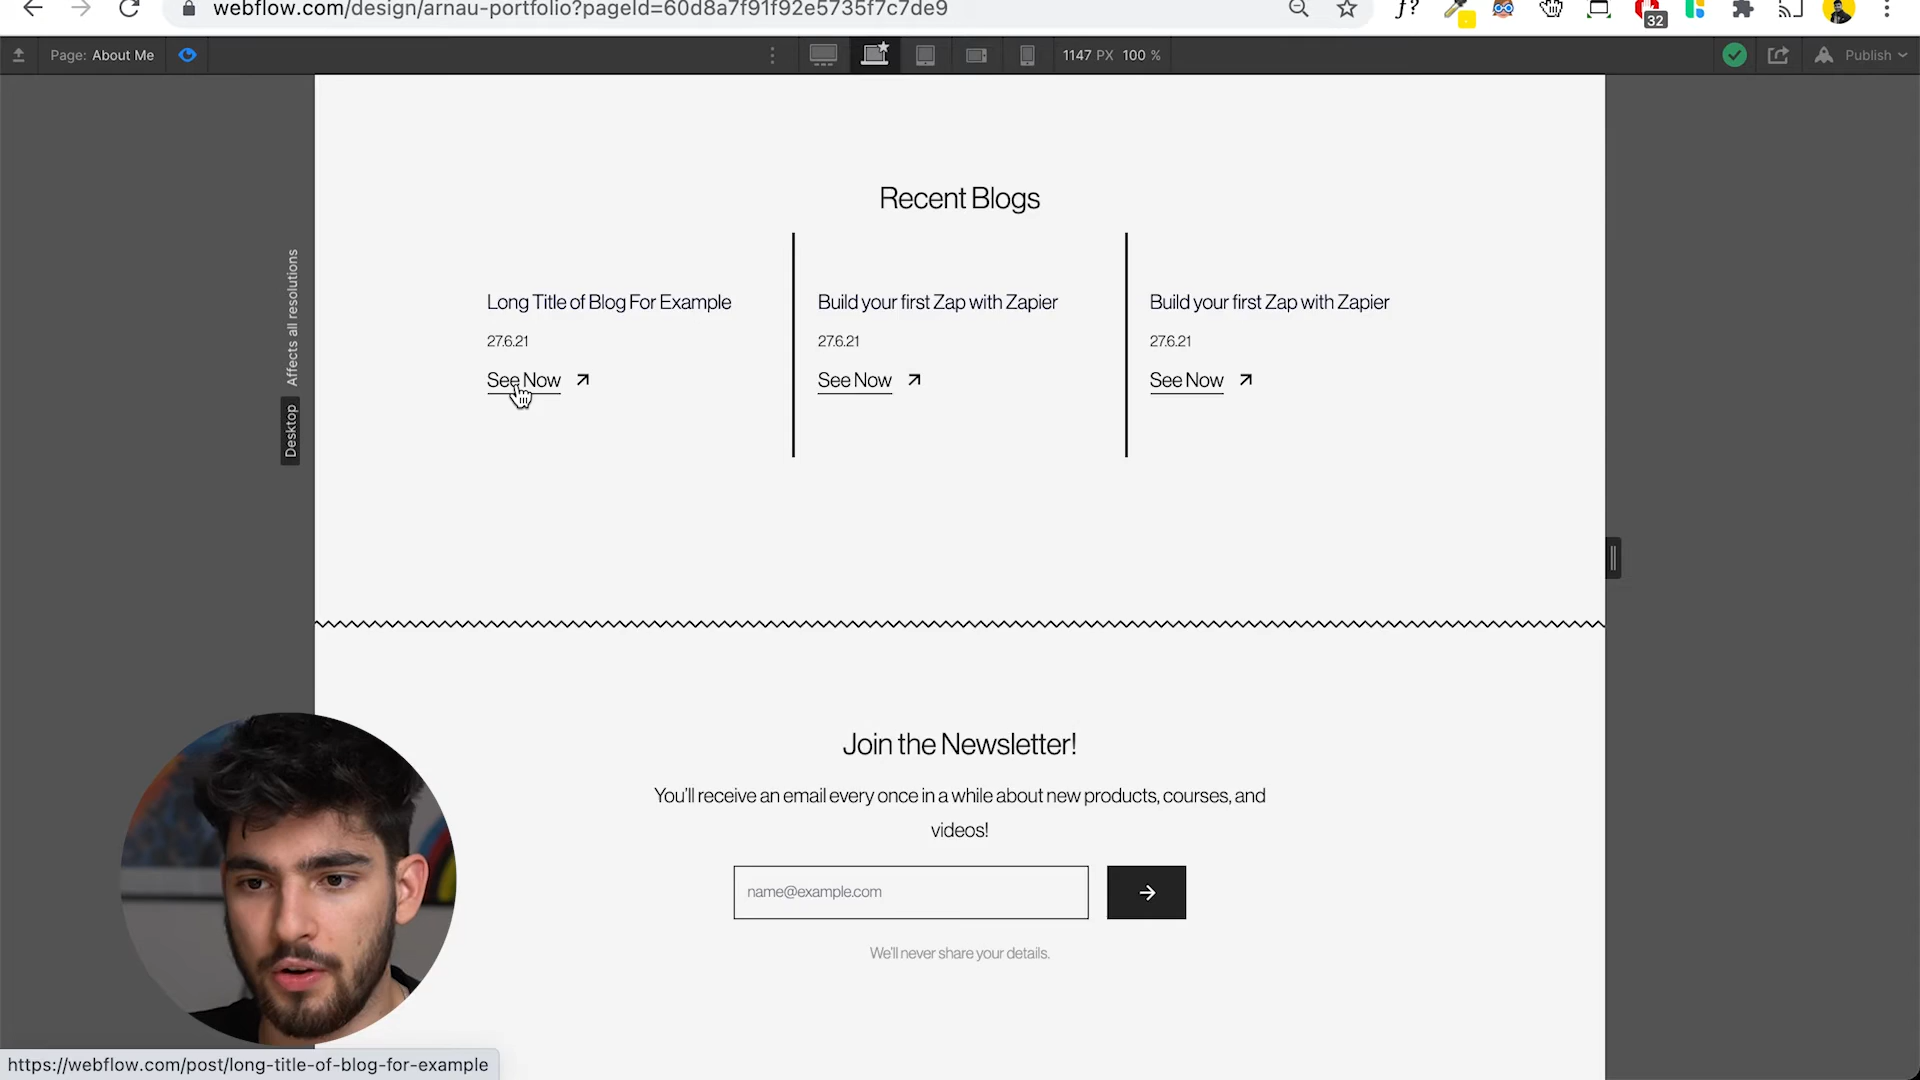 webflow.com/design/arnau-portfolio?pageId=60d8a7f91f92e5735f7c7de9
32
Page: About Me
1147 PX 100 %
Publish
Affects all resolutions
Desktop
Recent Blogs
Long Title of Blog For Example
27.6.21
See Now
Build your first Zap with Zapier
27.6.21
See Now
Build your first Zap with Zapier
27.6.21
See Now
Join the Newsletter!
You'll receive an email every once in a while about new products, courses, and
videos!
name@example.com
We'll never share your details.
https://webflow.com/post/long-title-of-blog-for-example